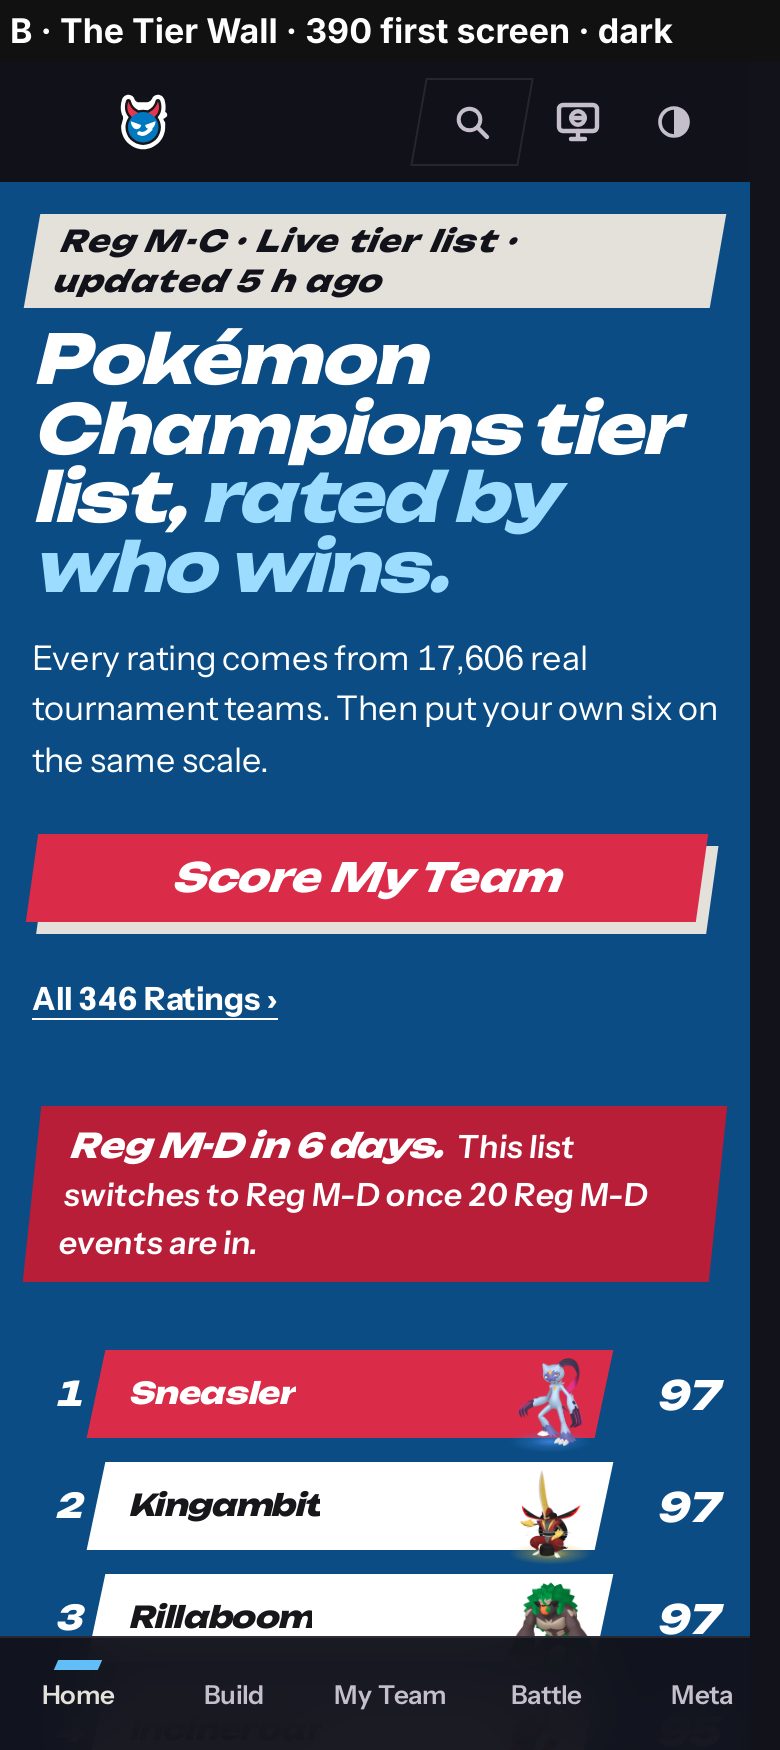 B · The Tier Wall · 390 first screen · dark
Reg M-C · Live tier list ·
updated 5 h ago
Pokémon
Champions tier
list, rated by
who wins.
Every rating comes from 17,606 real
tournament teams. Then put your own six on
the same scale.
Score My Team
All 346 Ratings ›
Reg M-D in 6 days. This list
switches to Reg M-D once 20 Reg M-D
events are in.
1 Sneasler 97
2 Kingambit 97
3 Rillaboom 97
Home Build My Team Battle Meta
4 Incineroar 95